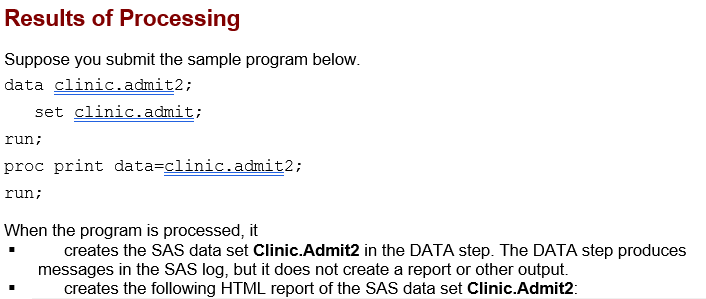 Results of Processing
Suppose you submit the sample program below.
data clinic.admit2;
set clinic.admit;
run;
proc print data=clinic.admit2;
run;
When the program is processed, it
▪ creates the SAS data set Clinic.Admit2 in the DATA step. The DATA step produces
messages in the SAS log, but it does not create a report or other output.
▪ creates the following HTML report of the SAS data set Clinic.Admit2: